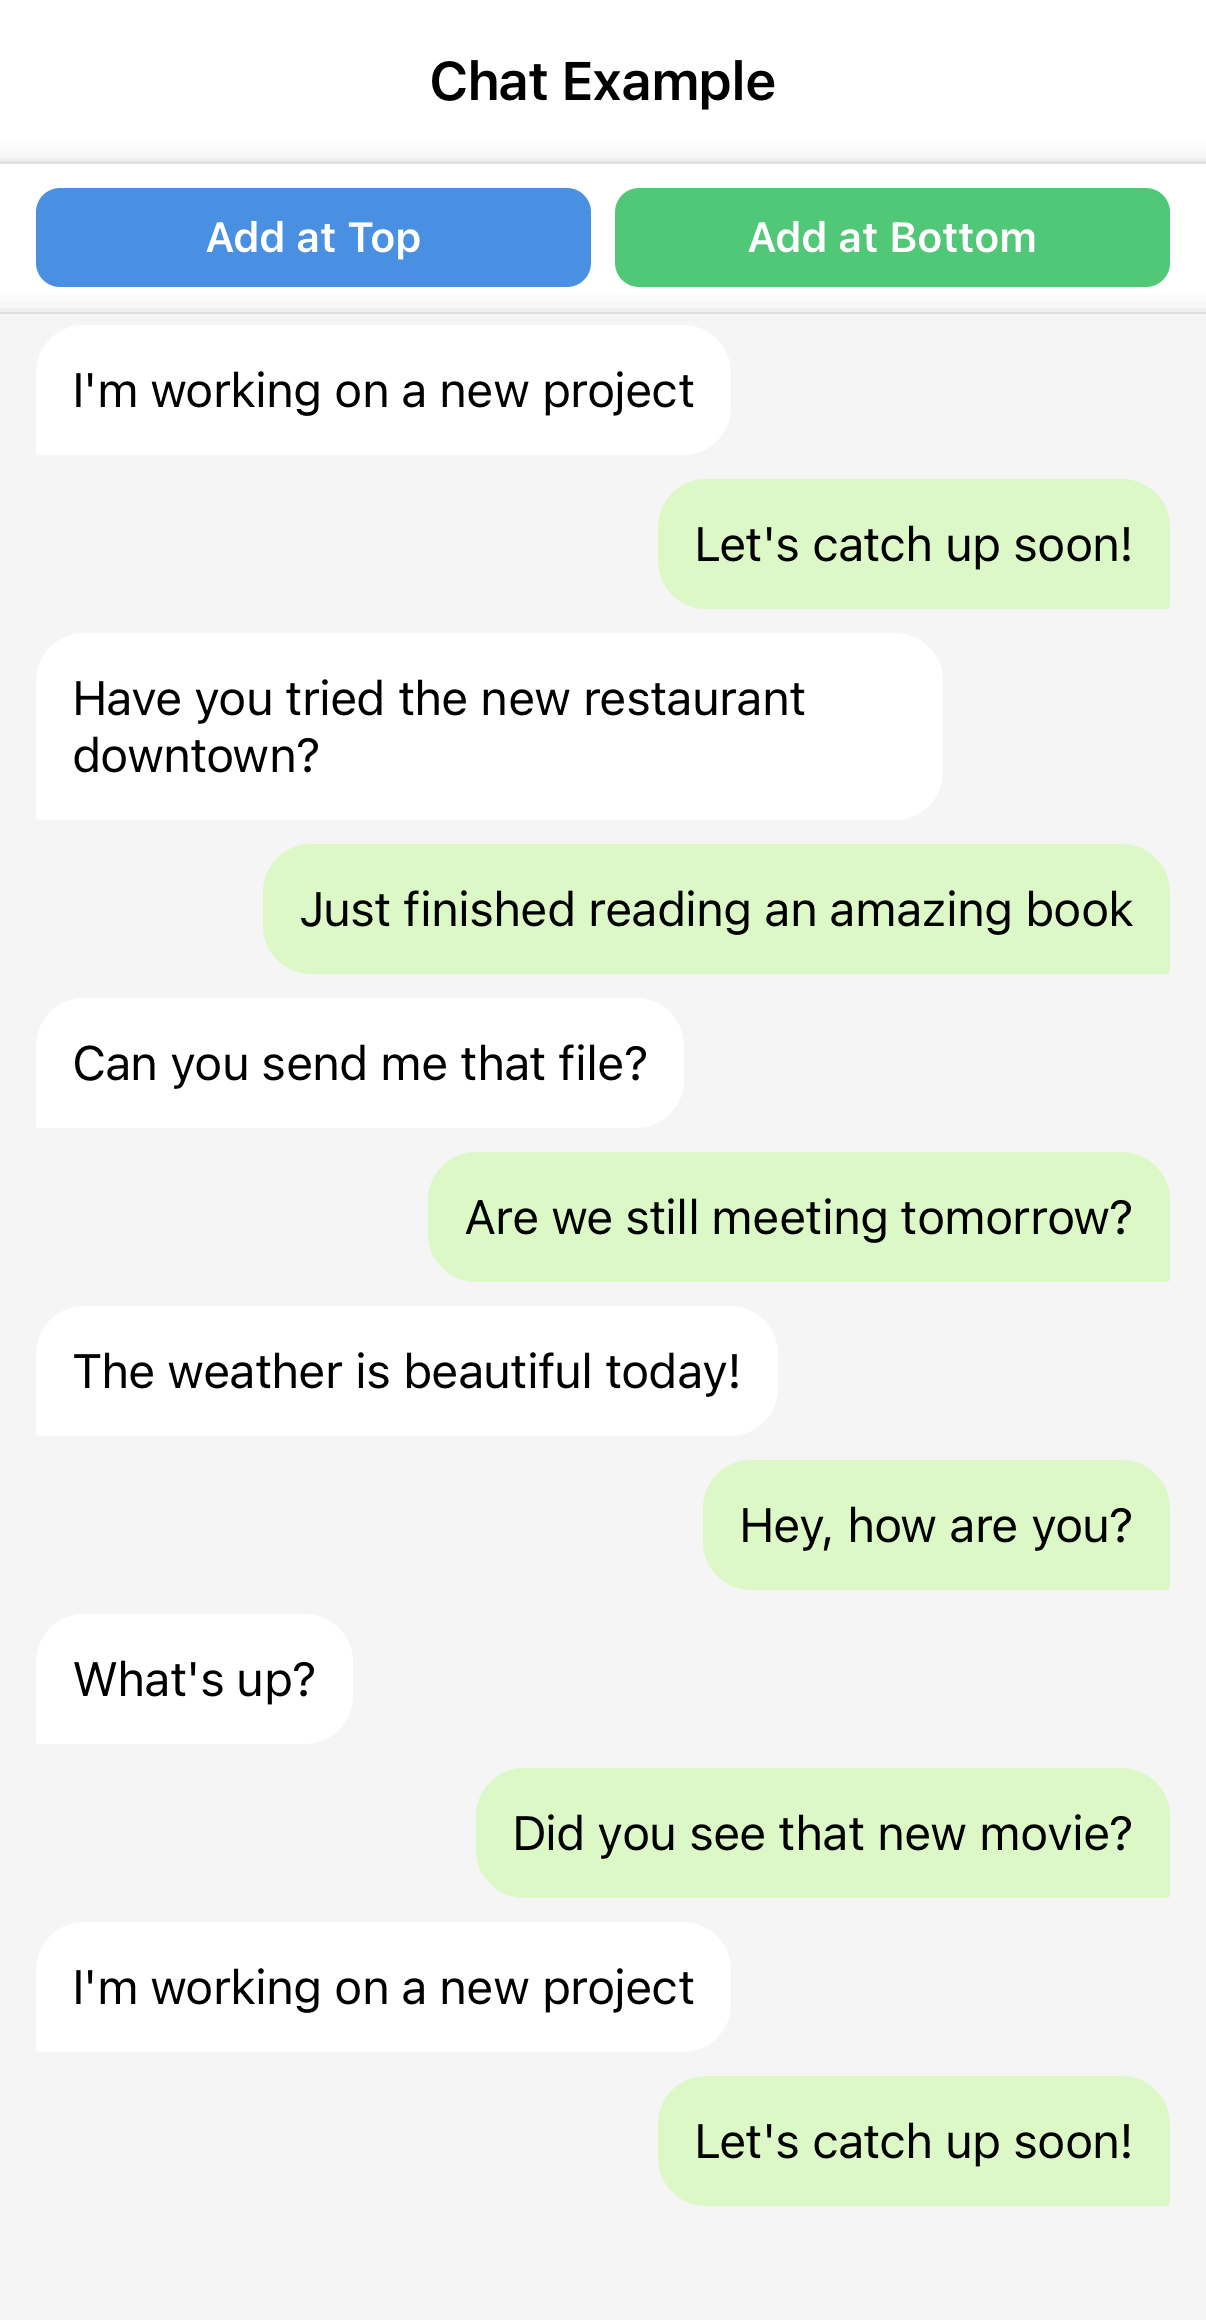 Chat Example
Add at Top
Add at Bottom
I'm working on a new project
Let's catch up soon!
Have you tried the new restaurant
downtown?
Just finished reading an amazing book
Can you send me that file?
Are we still meeting tomorrow?
The weather is beautiful today!
Hey, how are you?
What's up?
Did you see that new movie?
I'm working on a new project
Let's catch up soon!